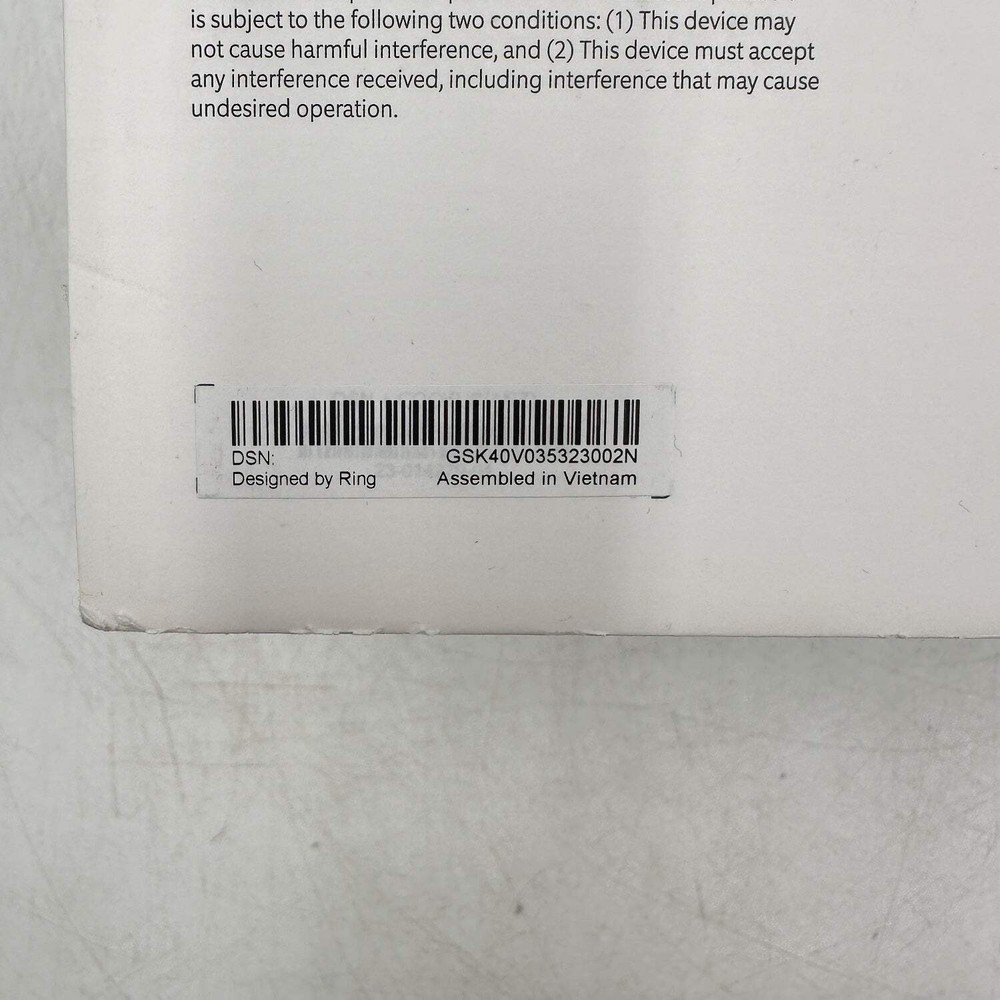 is subject to the following two conditions: (1) This device may
not cause harmful interference, and (2) This device must accept
any interference received, including interference that may cause
undesired operation.
DSN: GSK40V035323002N
Designed by Ring Assembled in Vietnam